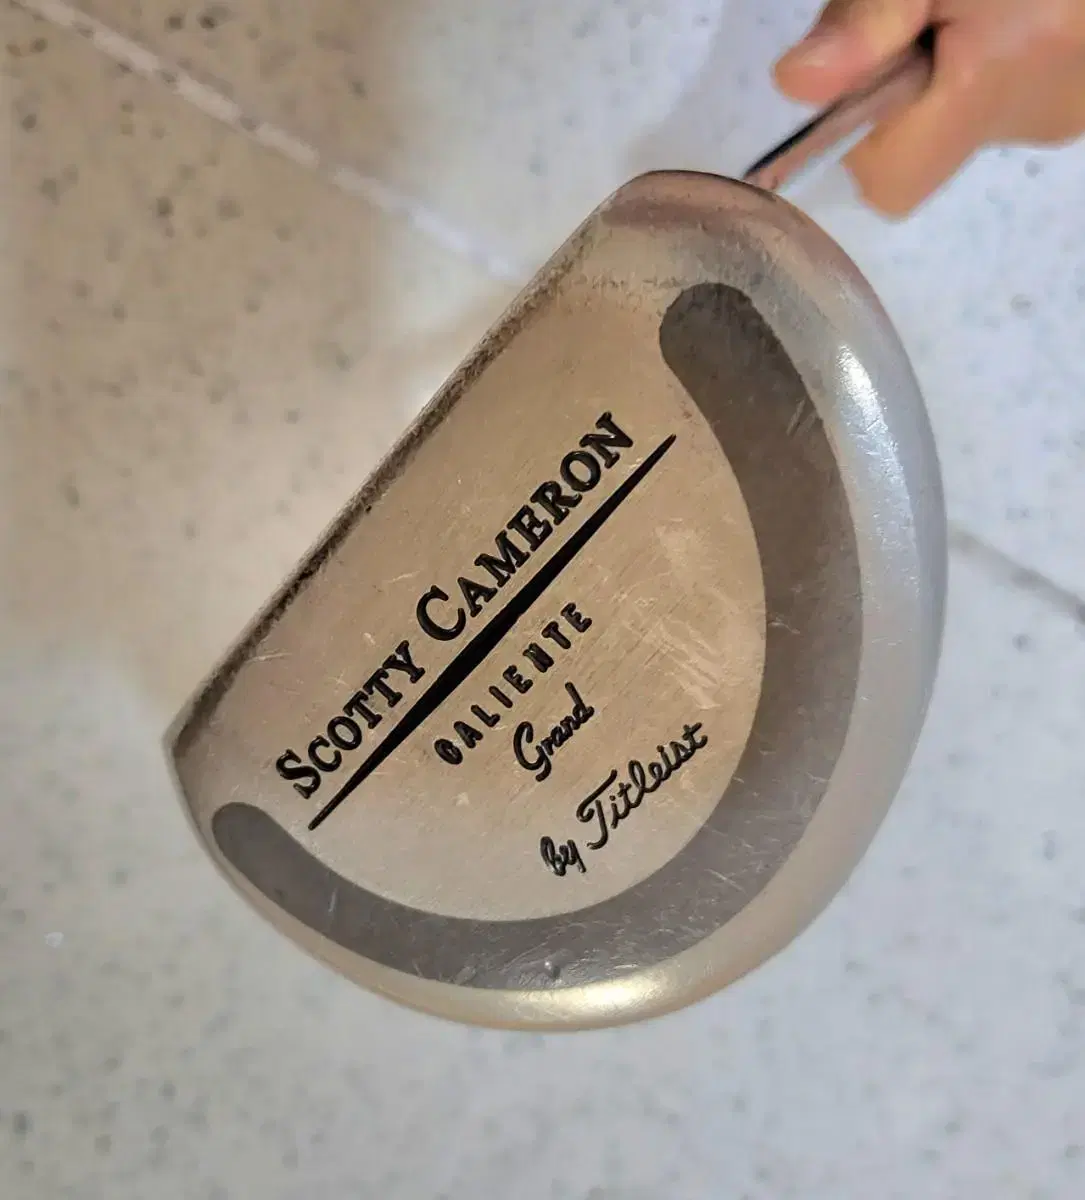 SCOTTY CAMERON
CALIENTE
Grand
by Titleist